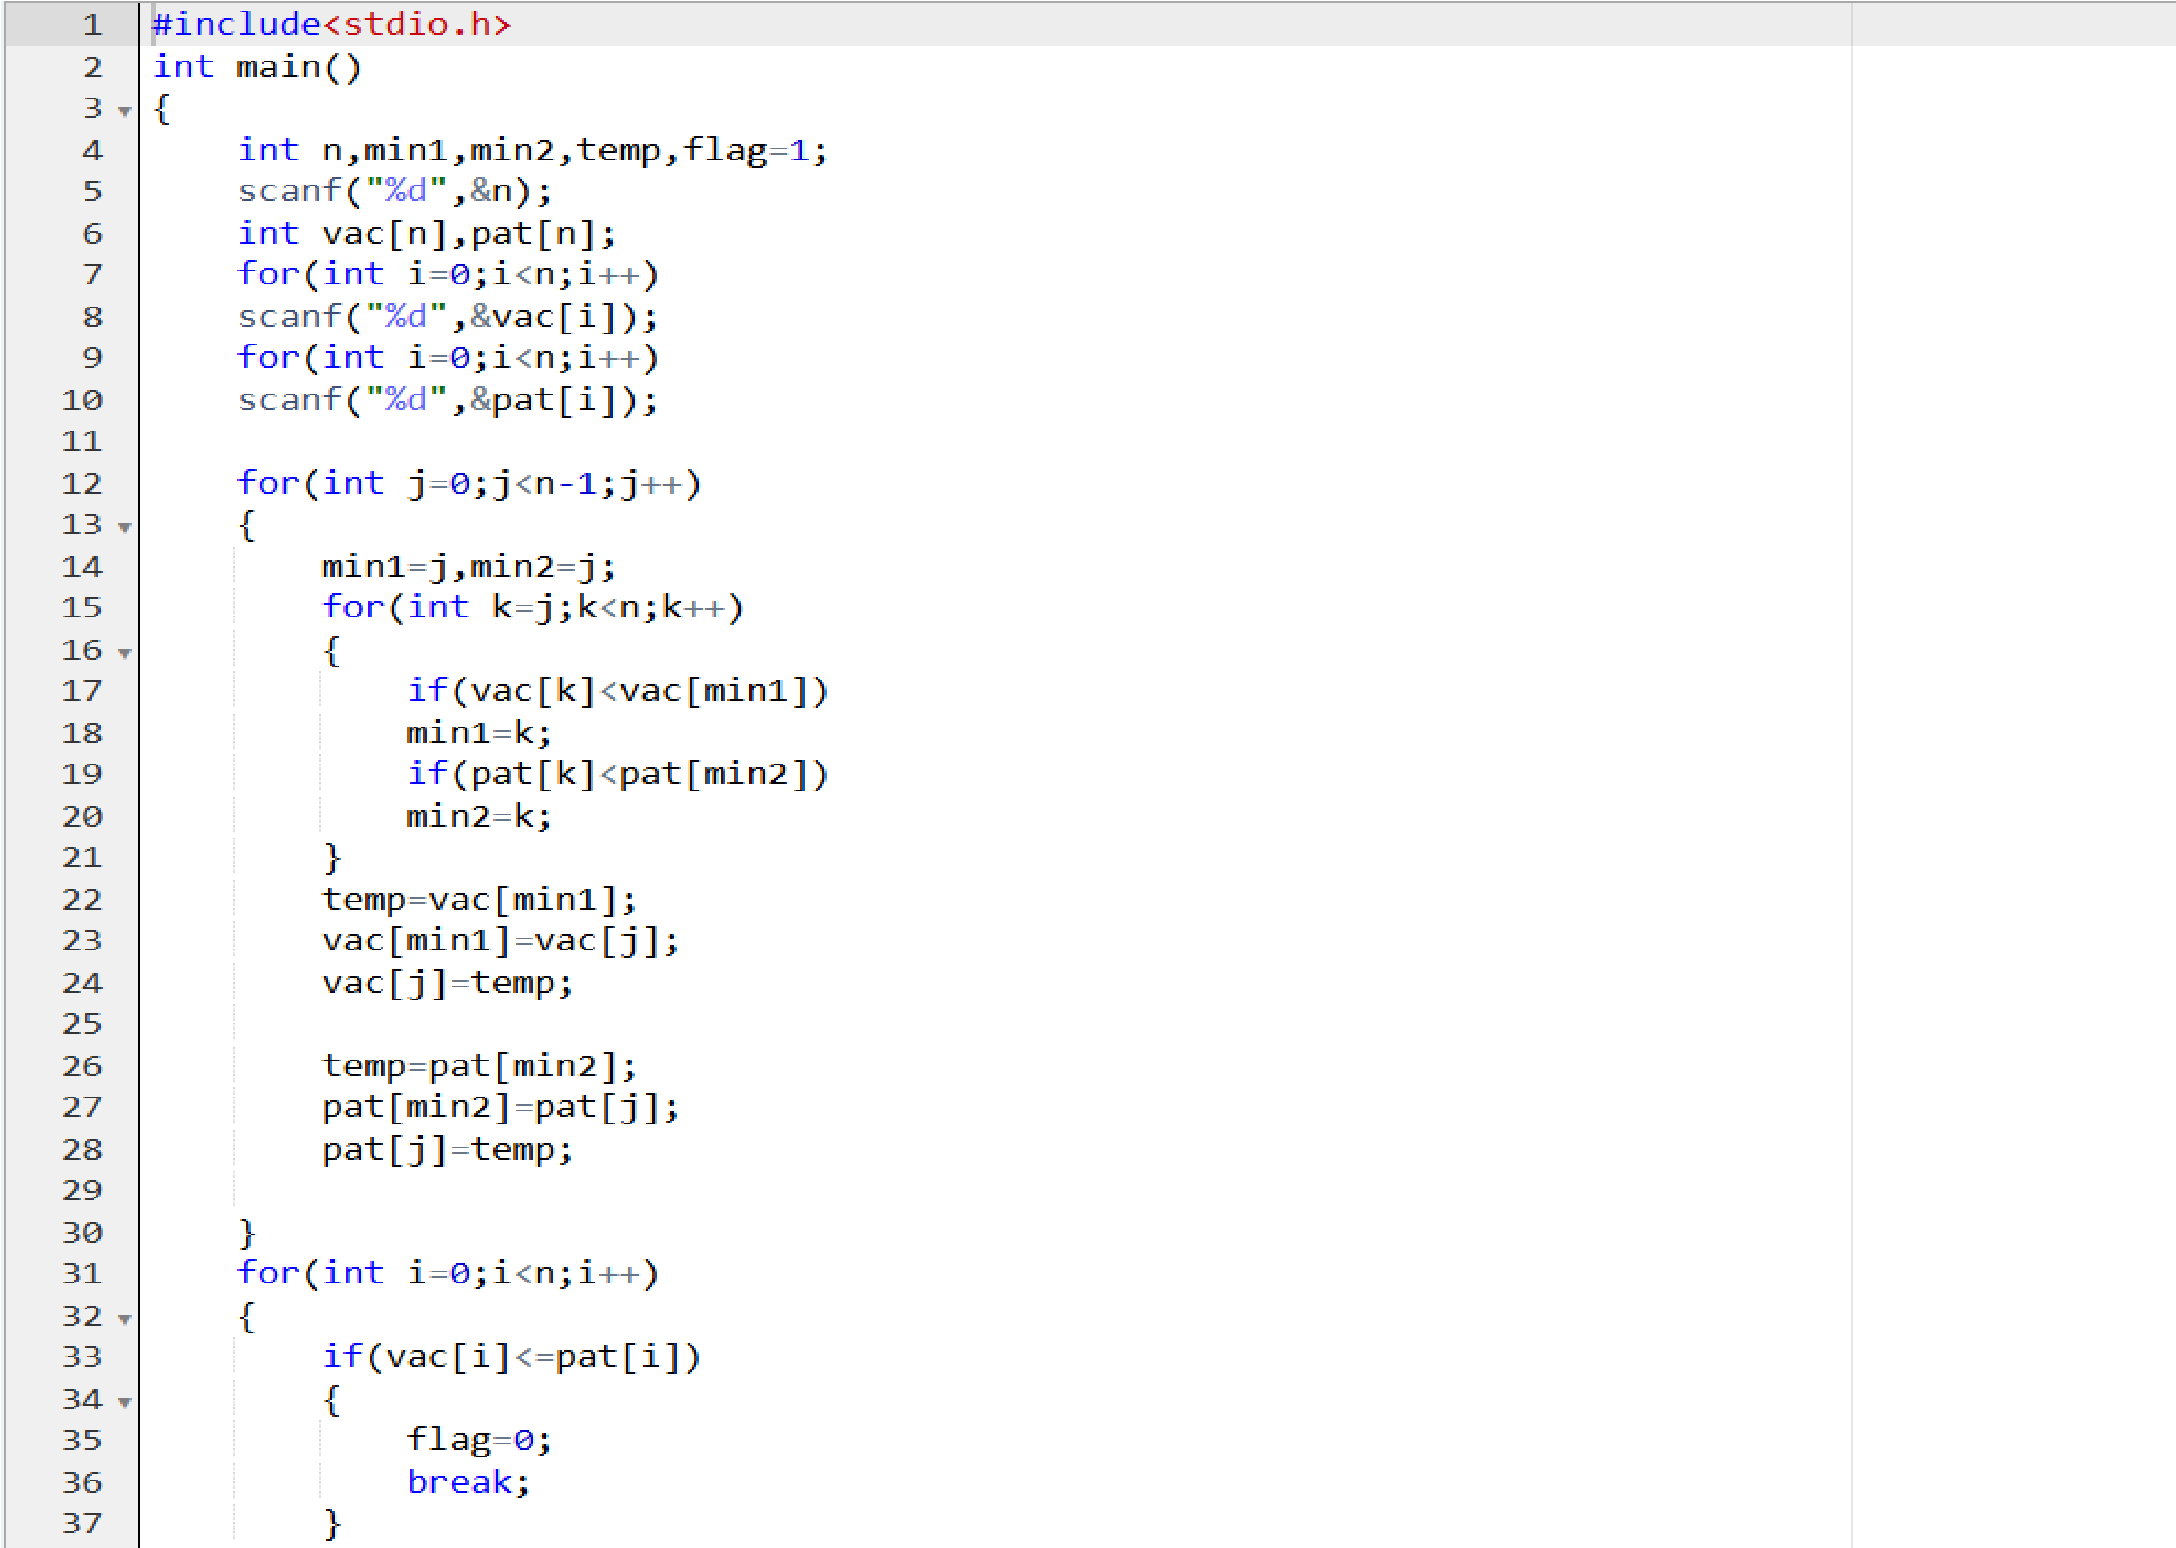 1 #include<stdio.h>
2 int main()
3 {
4 int n,min1,min2,temp,flag=1;
5 scanf("%d",&n);
6 int vac[n],pat[n];
7 for(int i=0;i<n;i++)
8 scanf("%d",&vac[i]);
9 for(int i=0;i<n;i++)
10 scanf("%d",&pat[i]);
11
12 for(int j=0;j<n-1;j++)
13 {
14 min1=j,min2=j;
15 for(int k=j;k<n;k++)
16 {
17 if(vac[k]<vac[min1])
18 min1=k;
19 if(pat[k]<pat[min2])
20 min2=k;
21 }
22 temp=vac[min1];
23 vac[min1]=vac[j];
24 vac[j]=temp;
25
26 temp=pat[min2];
27 pat[min2]=pat[j];
28 pat[j]=temp;
29
30 }
31 for(int i=0;i<n;i++)
32 {
33 if(vac[i]<=pat[i])
34 {
35 flag=0;
36 break;
37 }